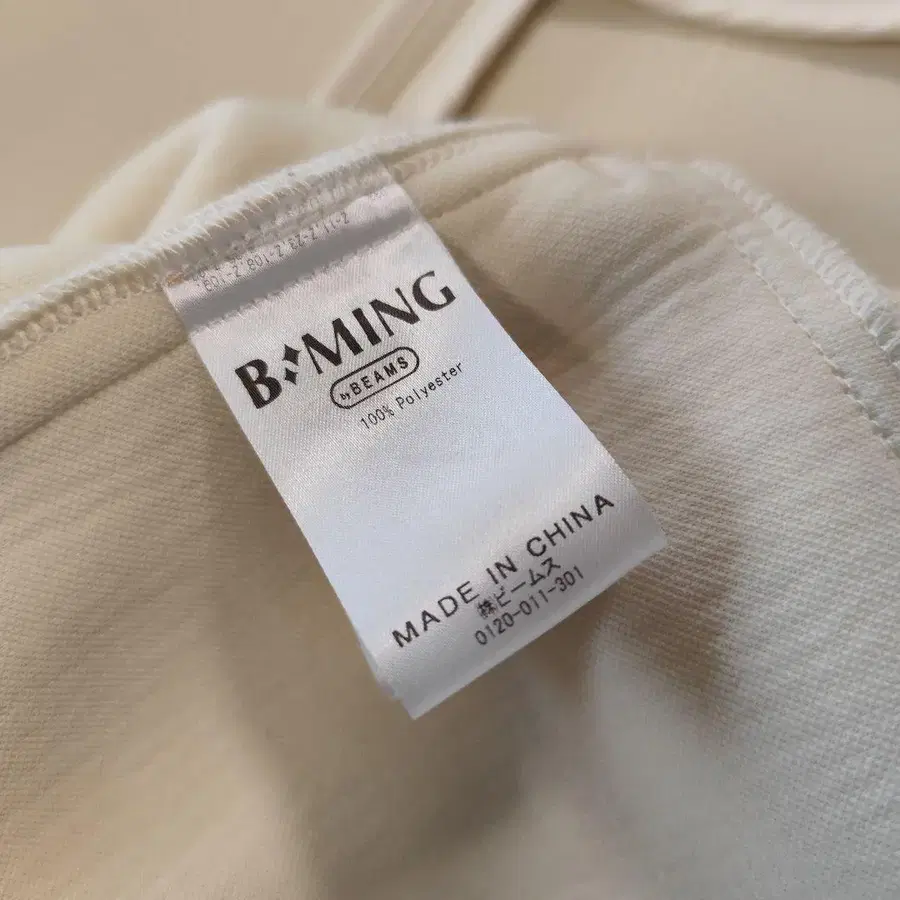 B:MING
by BEAMS
100% Polyester
MADE IN CHINA
㈱ビームス
0120-011-301